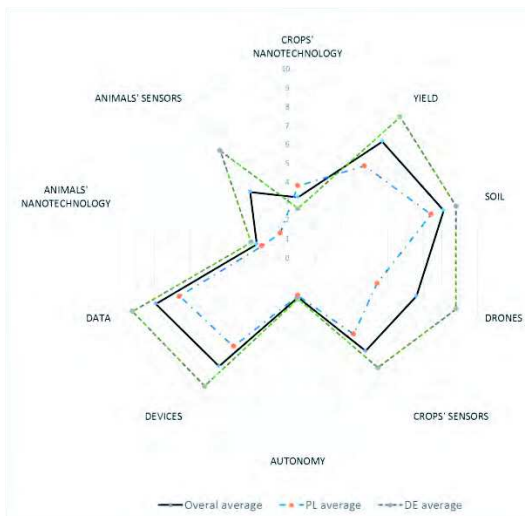 CROPS'
NANOTECHNOLOGY
10
9
8
7
6
5
4
3
2
1
0
ANIMALS' SENSORS
YIELD
ANIMALS'
NANOTECHNOLOGY
SOIL
DATA
DRONES
DEVICES
CROPS' SENSORS
AUTONOMY
Overal average
PL average
DE average